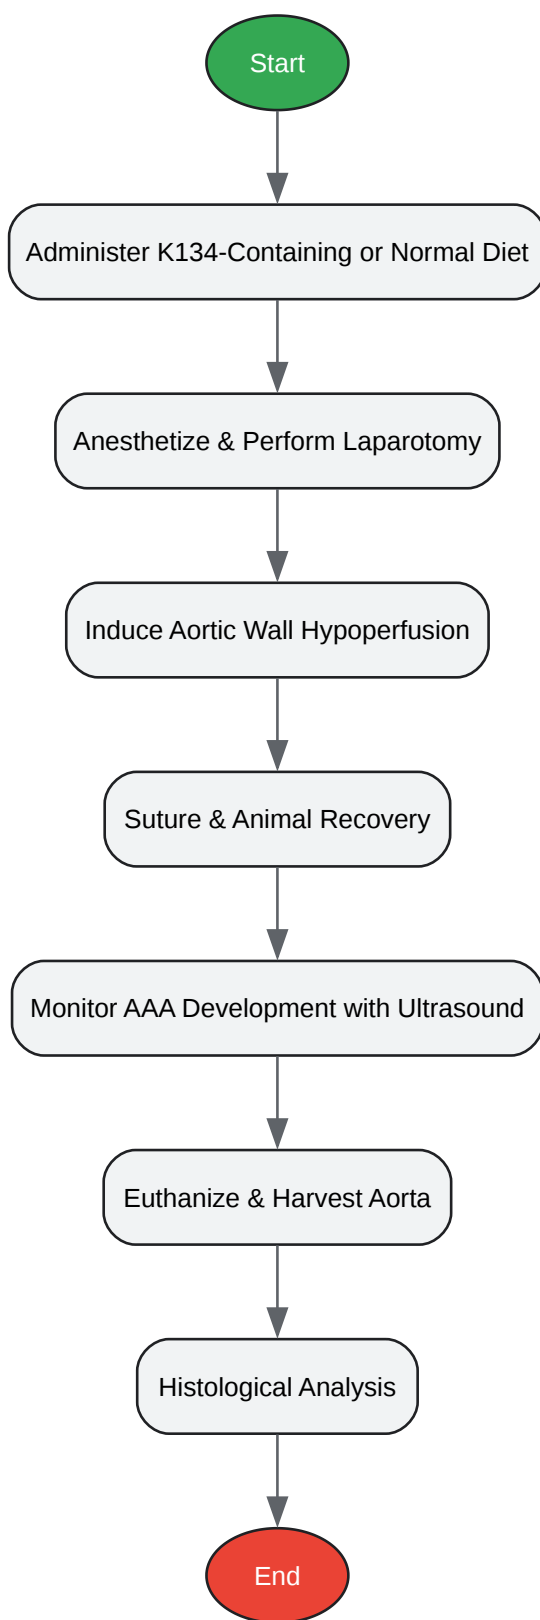 Start
Administer K134-Containing or Normal Diet
Anesthetize & Perform Laparotomy
Induce Aortic Wall Hypoperfusion
Suture & Animal Recovery
Monitor AAA Development with Ultrasound
Euthanize & Harvest Aorta
Histological Analysis
End